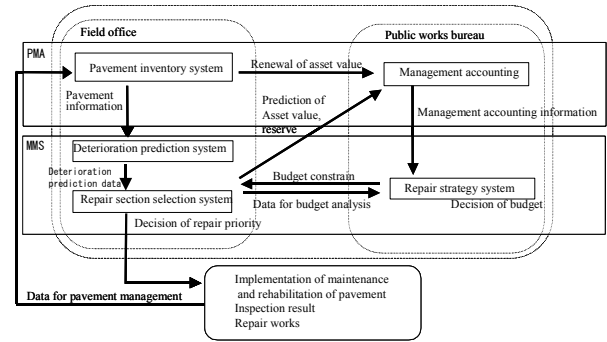 Field office
Public works bureau
PMA
Pavement inventory system
Renewal of asset value
Management accounting
Pavement
information
Prediction of
Asset value,
reserve
Management accounting information
MMS
Deterioration prediction system
Deterioration
prediction data
Budget constrain
Repair section selection system
Repair strategy system
Data for budget analysis
Decision of budget
Decision of repair priority
Implementation of maintenance
and rehabilitation of pavement
Data for pavement management
Inspection result
Repair works